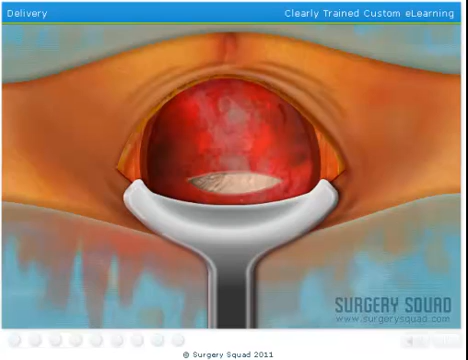 Delivery
Clearly Trained Custom eLearning
SURGERY SQUAD
www.surgerysquad.com
© Surgery Squad 2011